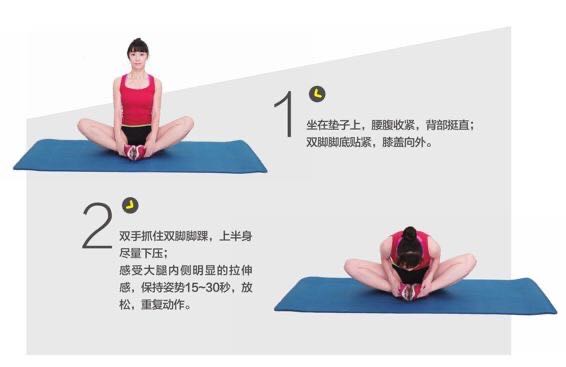 1
坐在垫子上，腰腹收紧，背部挺直；
双脚脚底贴紧，膝盖向外。
2
双手抓住双脚脚踝，上半身
尽量下压；
感受大腿内侧明显的拉伸
感，保持姿势15~30秒，放
松，重复动作。